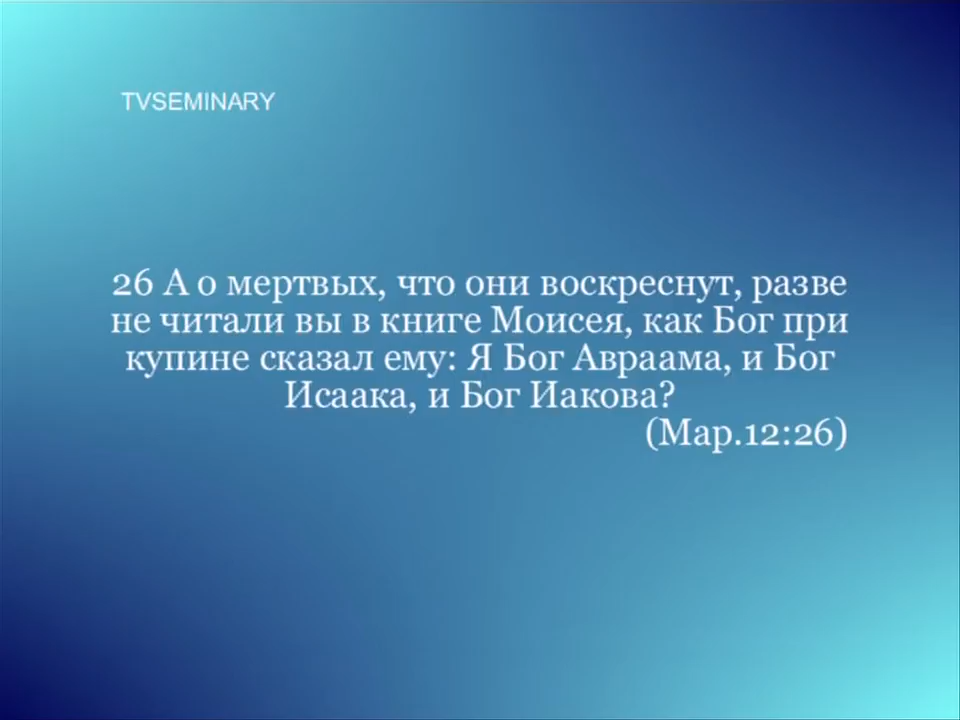 TVSEMINARY
26 А о мертвых, что они воскреснут, разве
не читали вы в книге Моисея, как Бог при
купине сказал ему: Я Бог Авраама, и Бог
Исаака, и Бог Иакова?
(Мар.12:26)